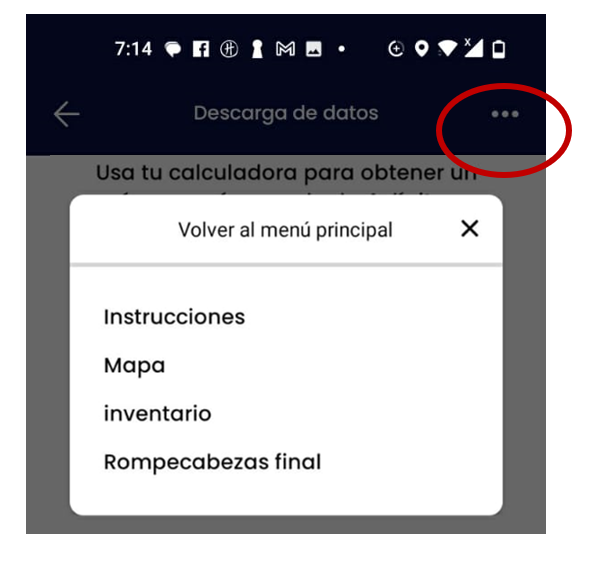 7:14
Descarga de datos
Usa tu calculadora para obtener un
Volver al menú principal
Instrucciones
Mapa
inventario
Rompecabezas final